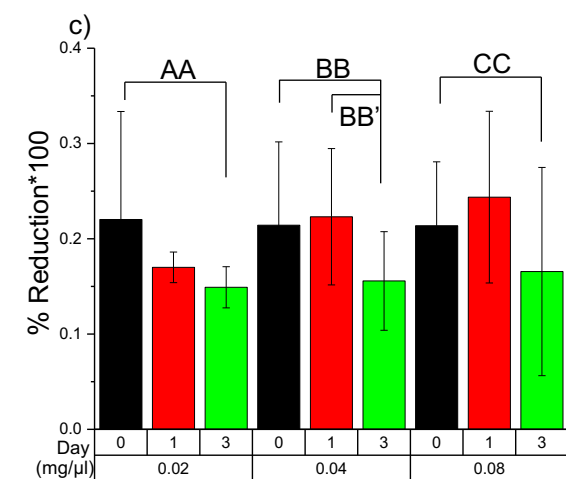 c)
0.4
0.3
0.2
0.1
0.0
% Reduction*100
AA
BB
BB'
CC
Day 0 1 3 0 1 3 0 1 3
(mg/µl) 0.02 0.04 0.08